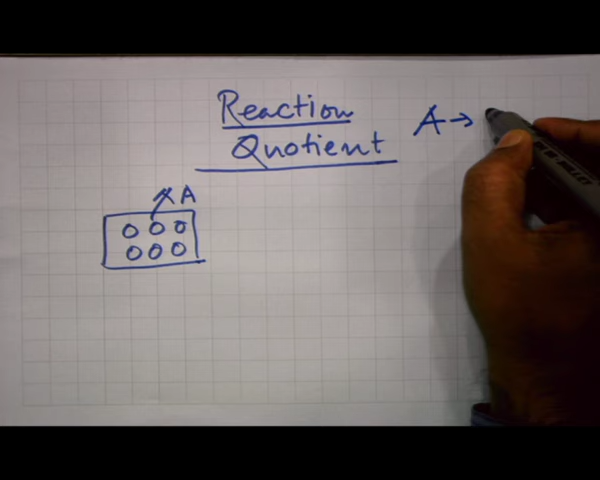 Reaction
Quotient
A →
A